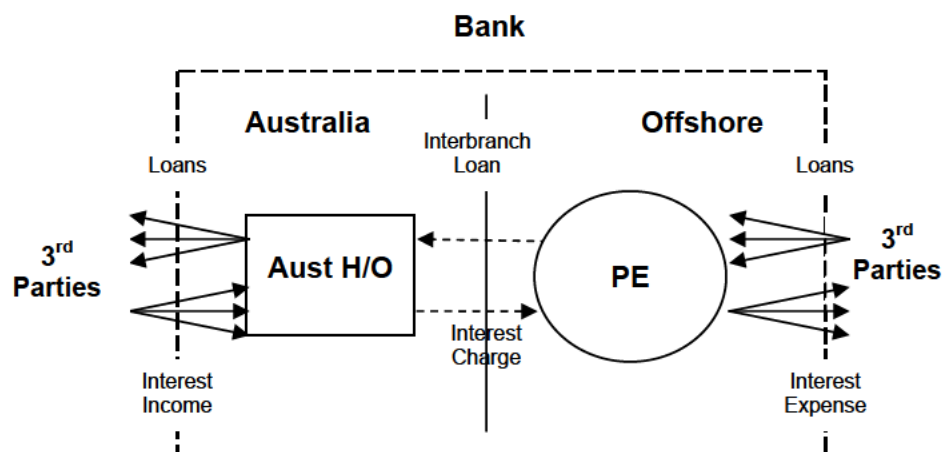 Bank
Australia
Offshore
Loans
Interbranch
Loan
Loans
3rd
Parties
Aust H/O
PE
3rd
Parties
Interest
Income
Interest
Charge
Interest
Expense